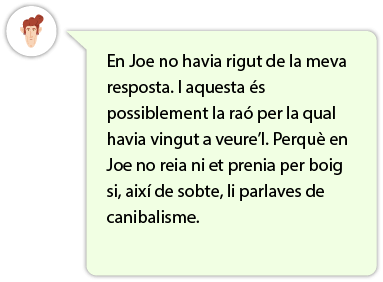 En Joe no havia rigut de la meva
resposta. I aquesta és
possiblement la raó per la qual
havia vingut a veure’l. Perquè en
Joe no reia ni et prenia per boig
si, així de sobte, li parlaves de
canibalisme.